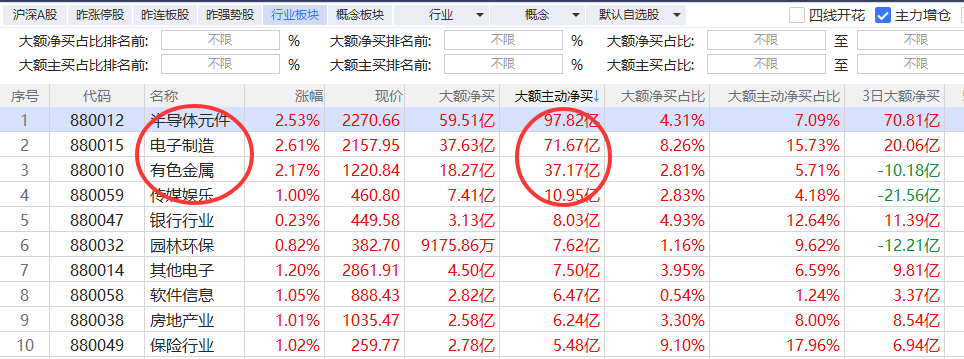 沪深A股 昨涨停股 昨连板股 昨强势股 行业板块 概念板块 行业 概念 默认自选股 四线开花 主力增仓
大额净买占比排名前: 不限 % 大额净买排名前: 不限 % 大额净买占比: 不限 至 不限
大额主买占比排名前: 不限 % 大额主买排名前: 不限 % 大额主买占比: 不限 至 不限
序号 代码 名称 涨幅 现价 大额净买 大额主动净买↓ 大额净买占比 大额主动净买占比 3日大额净买
1 880012 半导体元件 2.53% 2270.66 59.51亿 97.82亿 4.31% 7.09% 70.81亿
2 880015 电子制造 2.61% 2157.95 37.63亿 71.67亿 8.26% 15.73% 20.06亿
3 880010 有色金属 2.17% 1220.84 18.27亿 37.17亿 2.81% 5.71% -10.18亿
4 880059 传媒娱乐 1.00% 460.80 7.41亿 10.95亿 2.83% 4.18% -21.56亿
5 880047 银行行业 0.23% 449.58 3.13亿 8.03亿 4.93% 12.64% 11.39亿
6 880032 园林环保 0.82% 382.70 9175.86万 7.62亿 1.16% 9.62% -12.21亿
7 880014 其他电子 1.20% 2861.91 4.50亿 7.50亿 3.95% 6.59% 9.81亿
8 880058 软件信息 1.05% 888.43 2.82亿 6.47亿 0.54% 1.24% 3.37亿
9 880038 房地产业 1.01% 1035.47 2.58亿 6.24亿 3.30% 8.00% 8.54亿
10 880049 保险行业 1.02% 259.77 2.78亿 5.48亿 9.10% 17.96% 6.94亿